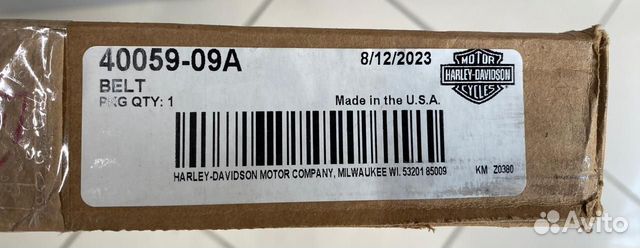 40059-09A 8/12/2023
BELT
PKG QTY: 1 Made in the U.S.A.
MOTOR
HARLEY-DAVIDSON
CYCLES
HARLEY-DAVIDSON MOTOR COMPANY, MILWAUKEE WI. 53201 85009 KM Z0380
Avito